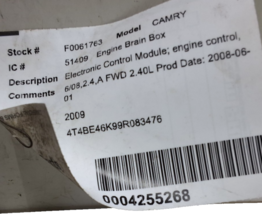 Stock # F0061763 Model CAMRY
IC # 51409 Engine Brain Box
Description Electronic Control Module; engine control,
Comments 6/08,2.4,A FWD 2.40L Prod Date: 2008-06-
01
2009
4T4BE46K99R083476
0004255268